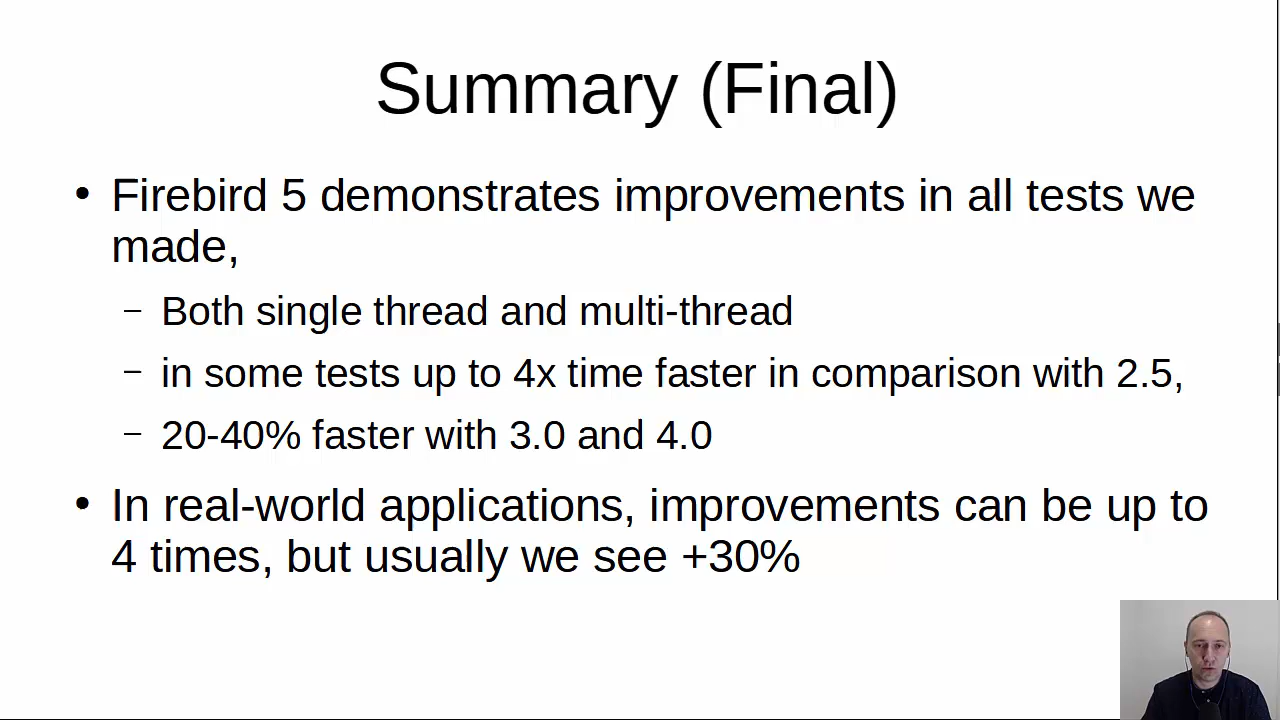 Summary (Final)
• Firebird 5 demonstrates improvements in all tests we
made,
– Both single thread and multi-thread
– in some tests up to 4x time faster in comparison with 2.5,
– 20-40% faster with 3.0 and 4.0
• In real-world applications, improvements can be up to
4 times, but usually we see +30%